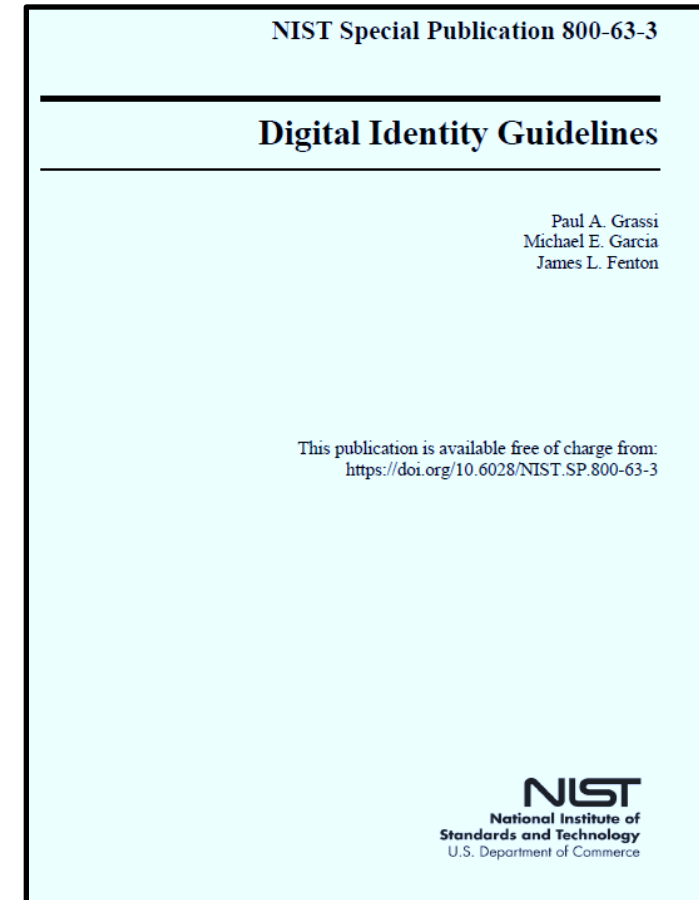 NIST Special Publication 800-63-3
Digital Identity Guidelines
Paul A. Grassi
Michael E. Garcia
James L. Fenton
This publication is available free of charge from:
https://doi.org/10.6028/NIST.SP.800-63-3
NIST
National Institute of
Standards and Technology
U.S. Department of Commerce